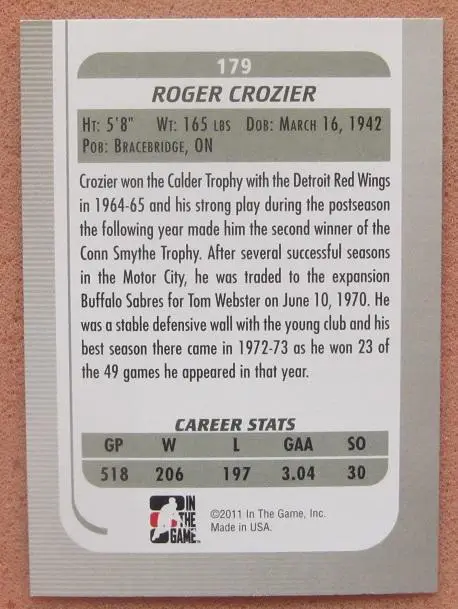 179
ROGER CROZIER
HT: 5'8" WT: 165 LBS DOB: MARCH 16, 1942
POB: BRACEBRIDGE, ON
Crozier won the Calder Trophy with the Detroit Red Wings
in 1964-65 and his strong play during the postseason
the following year made him the second winner of the
Conn Smythe Trophy. After several successful seasons
in the Motor City, he was traded to the expansion
Buffalo Sabres for Tom Webster on June 10, 1970. He
was a stable defensive wall with the young club and his
best season there came in 1972-73 as he won 23 of
the 49 games he appeared in that year.
CAREER STATS
GP W L GAA SO
518 206 197 3.04 30
IN
THE
GAME™
©2011 In The Game, Inc.
Made in USA.